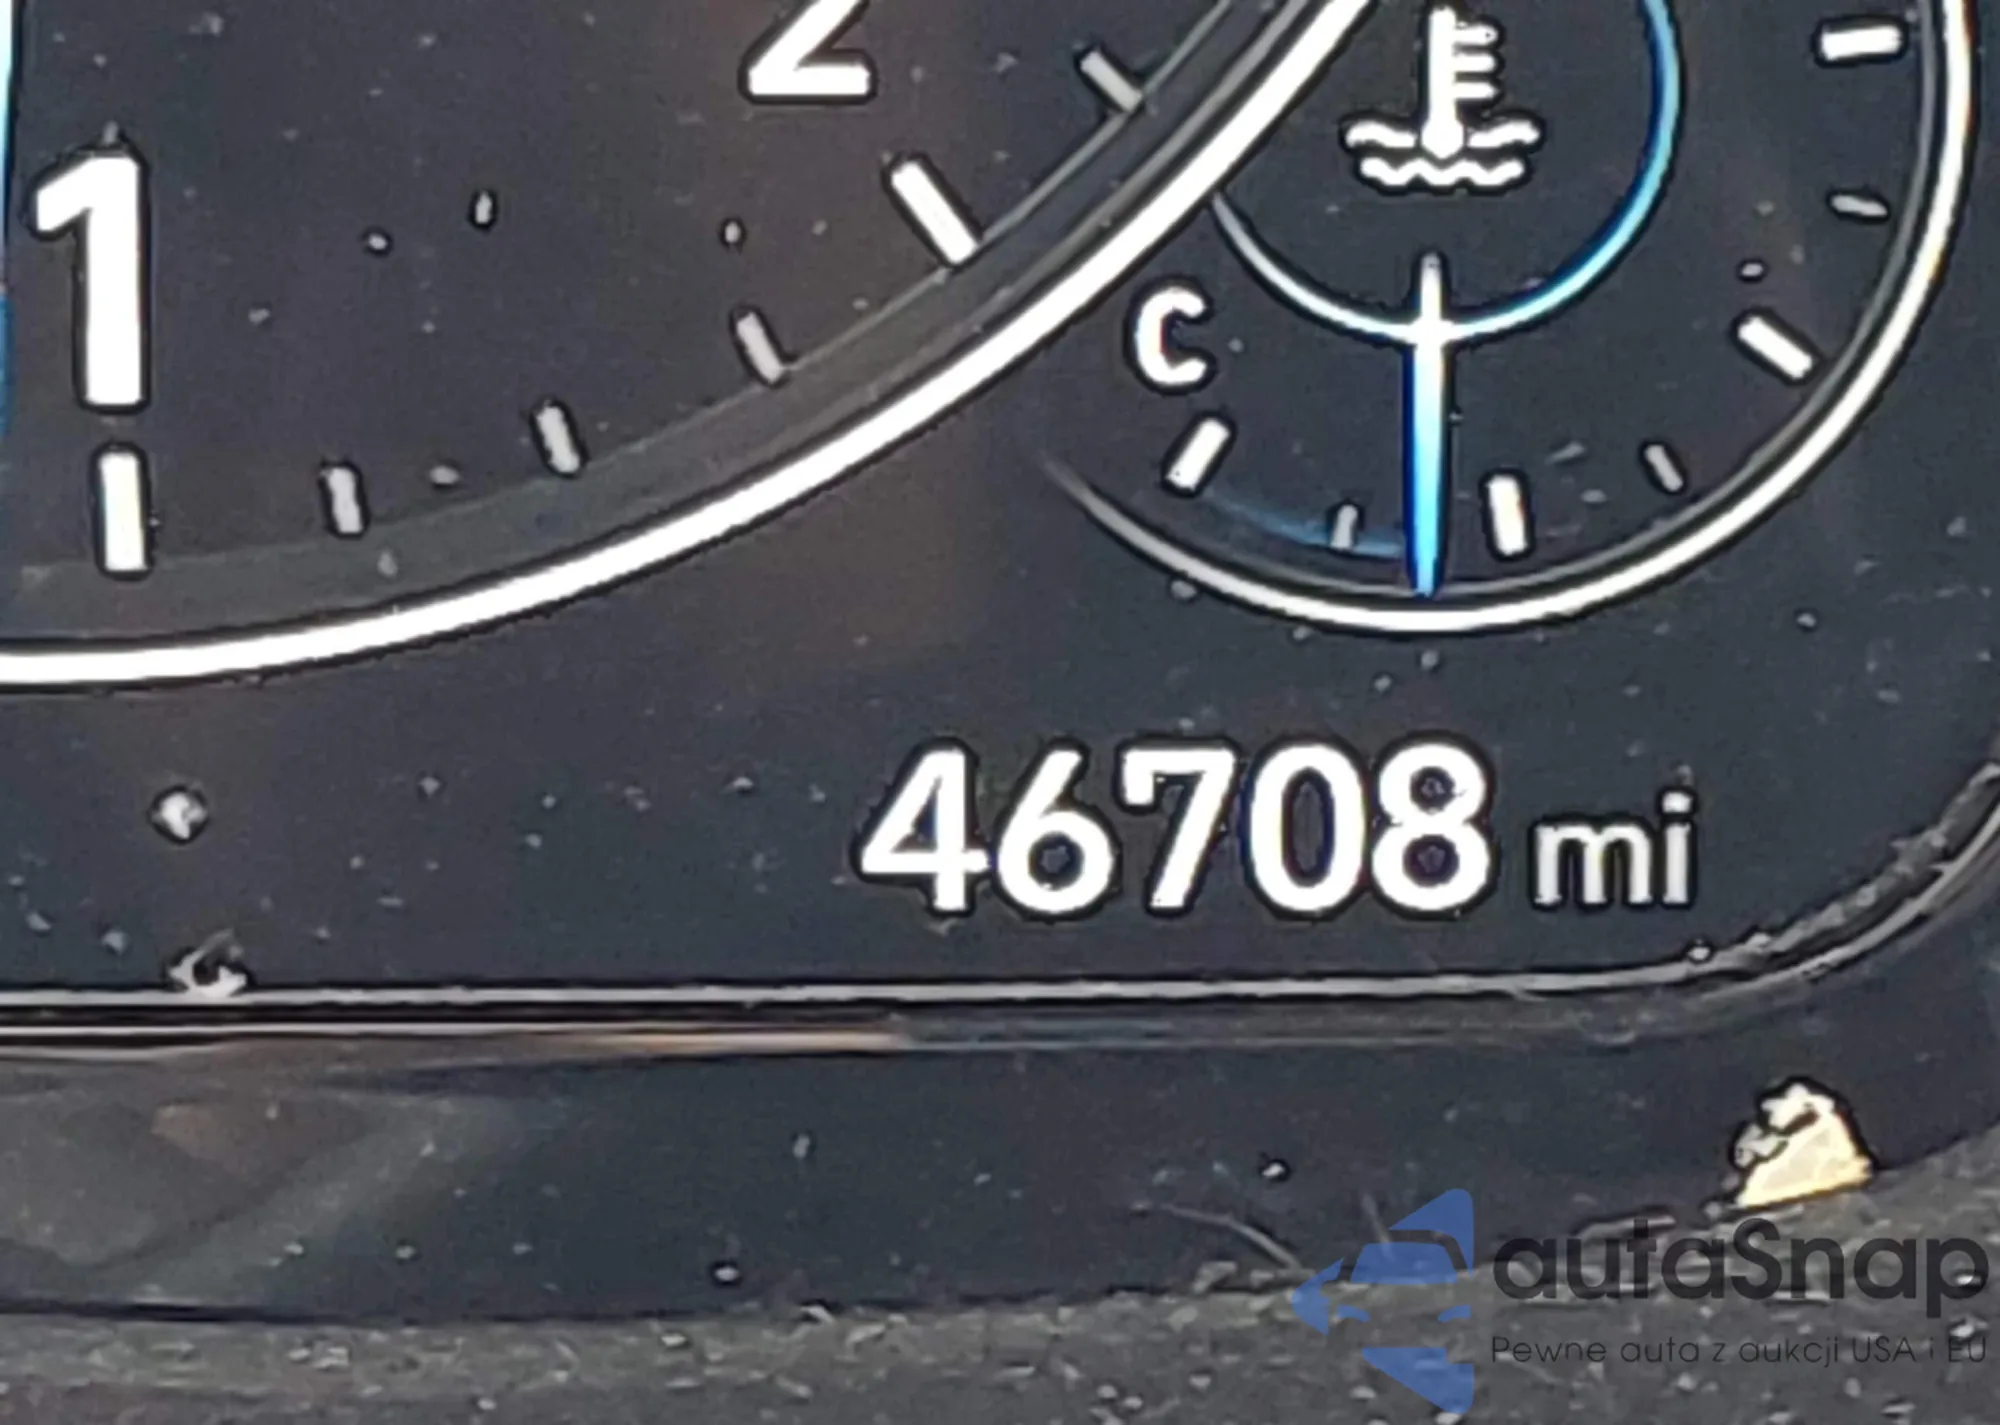 2
1
C
46708 mi
autaSnap
Pewne auta z aukcji USA i EU